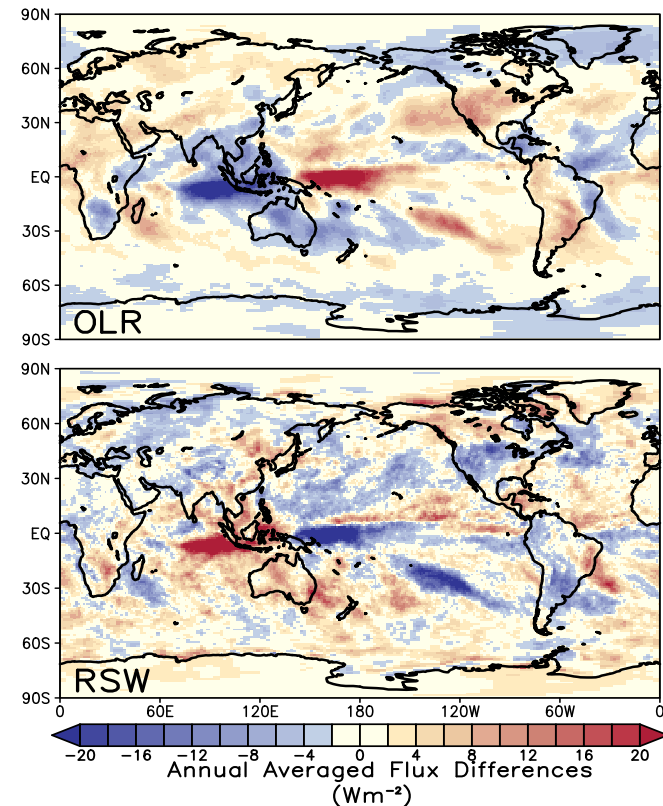 90N
60N
30N
EQ
30S
60S
90S
OLR
90N
60N
30N
EQ
30S
60S
90S
RSW
0 60E 120E 180 120W 60W 0
−20 −16 −12 −8 −4 0 4 8 12 16 20
Annual Averaged Flux Differences
(Wm⁻²)